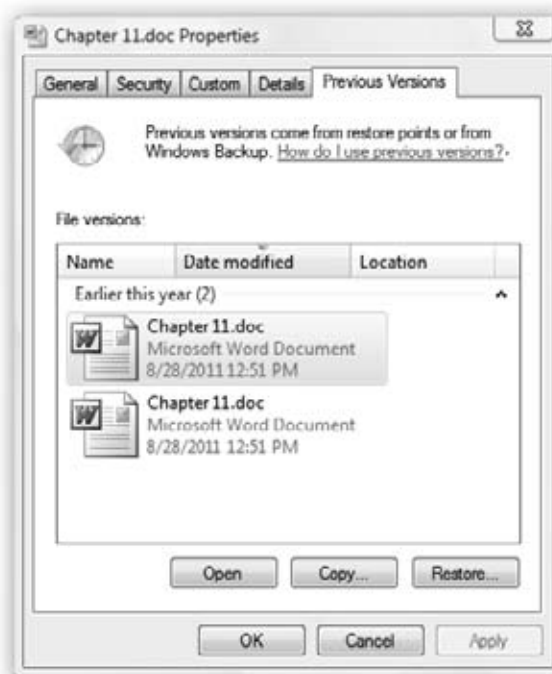 Chapter 11.doc Properties
General Security Custom Details Previous Versions
Previous versions come from restore points or from
Windows Backup. How do I use previous versions?
File versions:
Name Date modified Location
Earlier this year (2)
Chapter 11.doc
Microsoft Word Document
8/28/2011 12:51 PM
Chapter 11.doc
Microsoft Word Document
8/28/2011 12:51 PM
Open Copy... Restore...
OK Cancel Apply